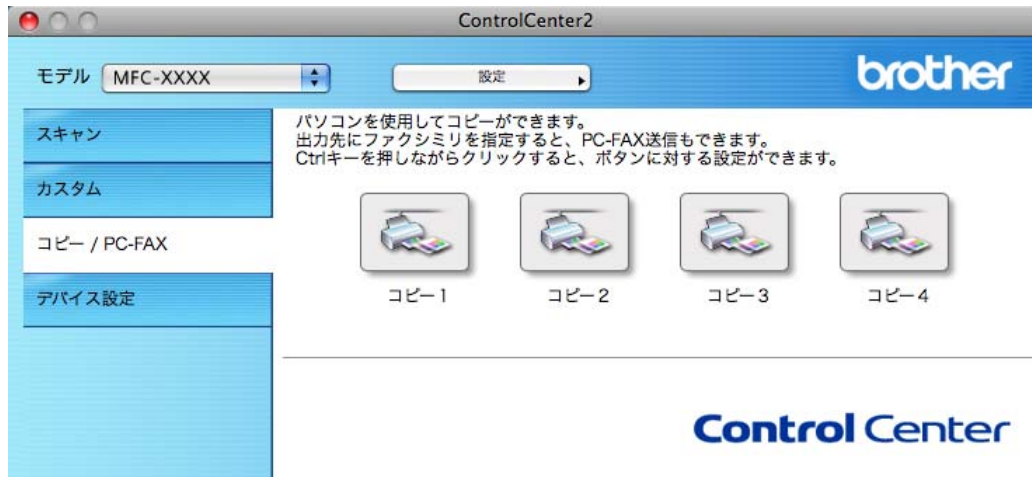 ControlCenter2
モデル MFC-XXXX
設定
brother
スキャン
カスタム
コピー / PC-FAX
デバイス設定
パソコンを使用してコピーができます。
出力先にファクシミリを指定すると、PC-FAX送信もできます。
Ctrlキーを押しながらクリックすると、ボタンに対する設定ができます。
コピー1 コピー2 コピー3 コピー4
Control Center